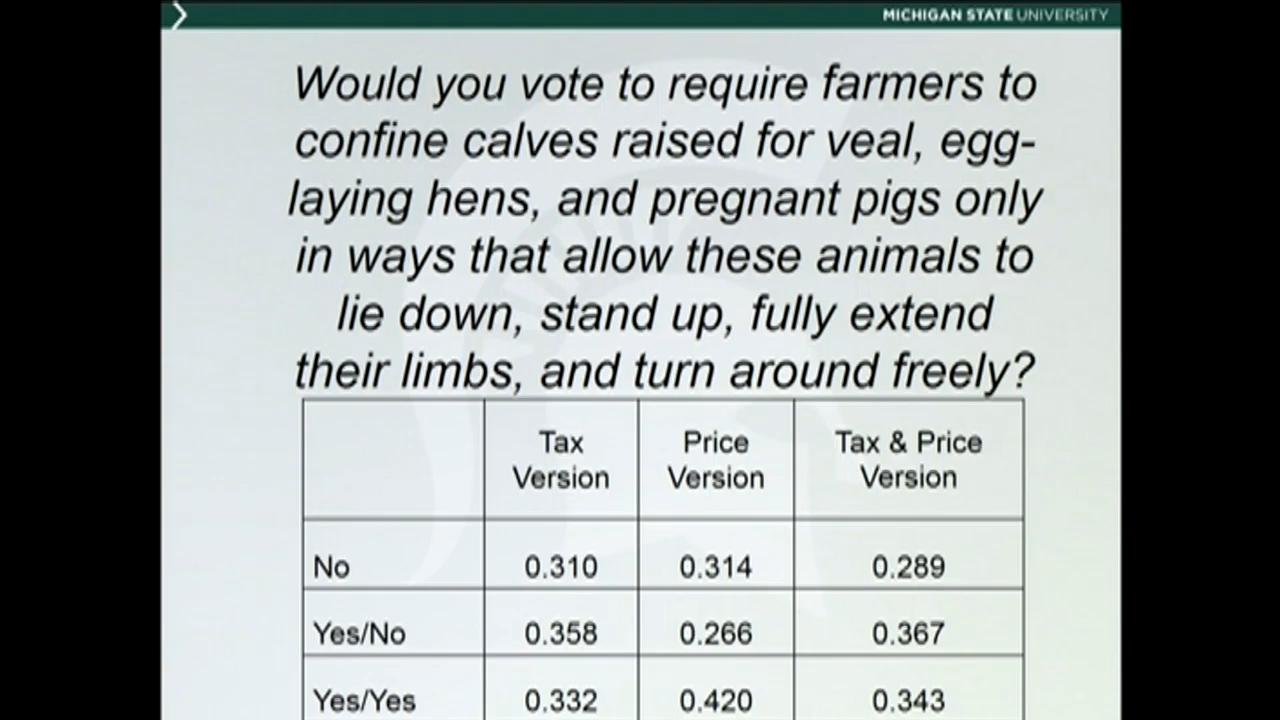 MICHIGAN STATE UNIVERSITY
Would you vote to require farmers to
confine calves raised for veal, egg-
laying hens, and pregnant pigs only
in ways that allow these animals to
lie down, stand up, fully extend
their limbs, and turn around freely?
Tax Version Price Version Tax & Price Version
No 0.310 0.314 0.289
Yes/No 0.358 0.266 0.367
Yes/Yes 0.332 0.420 0.343